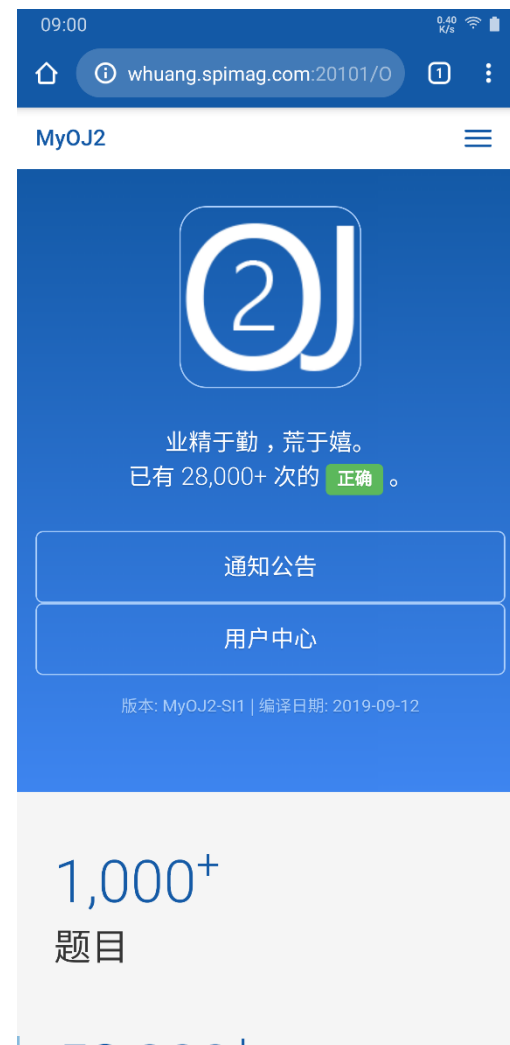 09:00
0.40
K/s
whuang.spimag.com:20101/O
1
MyOJ2
OJ
2
业精于勤，荒于嬉。
已有 28,000+ 次的 正确 。
通知公告
用户中心
版本: MyOJ2-SI1 | 编译日期: 2019-09-12
1,000+
题目